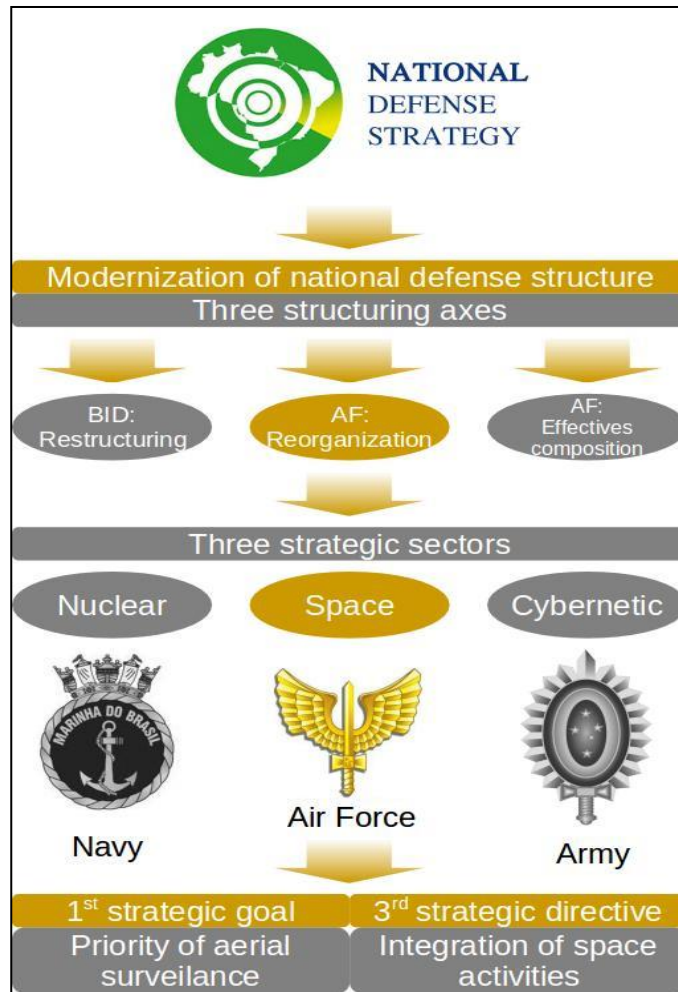 NATIONAL
DEFENSE
STRATEGY
Modernization of national defense structure
Three structuring axes
BID:
Restructuring
AF:
Reorganization
AF:
Effectives
composition
Three strategic sectors
Nuclear
Space
Cybernetic
MARINHA DO BRASIL
Navy
Air Force
Army
1st strategic goal
3rd strategic directive
Priority of aerial
surveilance
Integration of space
activities